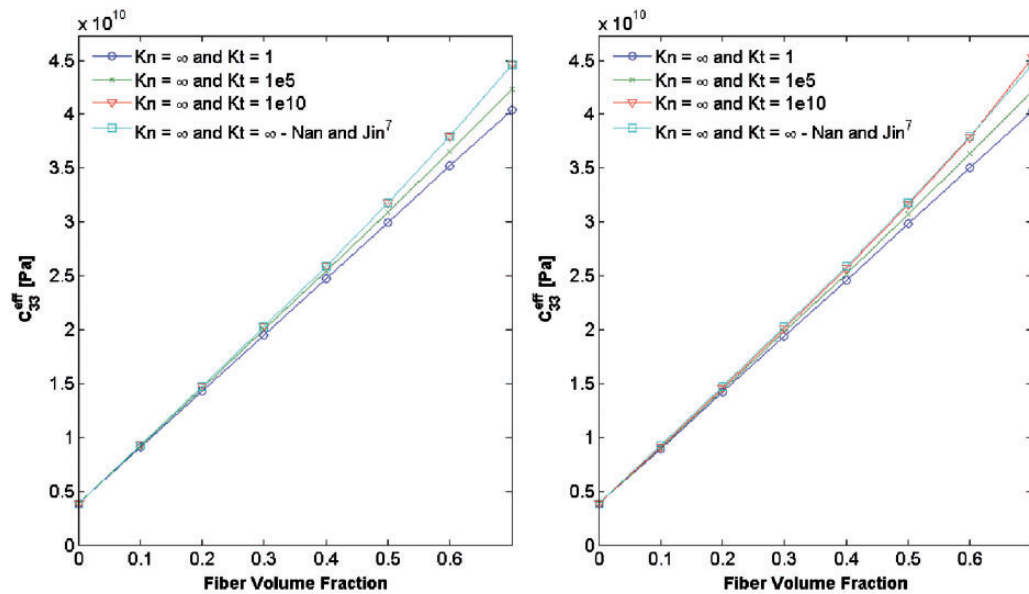 x 10^10
4.5
4
3.5
3
2.5
2
1.5
1
0.5
0
C_33^eff [Pa]
Kn = ∞ and Kt = 1
Kn = ∞ and Kt = 1e5
Kn = ∞ and Kt = 1e10
Kn = ∞ and Kt = ∞ - Nan and Jin^7
0 0.1 0.2 0.3 0.4 0.5 0.6
Fiber Volume Fraction
x 10^10
4.5
4
3.5
3
2.5
2
1.5
1
0.5
0
C_33^eff [Pa]
Kn = ∞ and Kt = 1
Kn = ∞ and Kt = 1e5
Kn = ∞ and Kt = 1e10
Kn = ∞ and Kt = ∞ - Nan and Jin^7
0 0.1 0.2 0.3 0.4 0.5 0.6
Fiber Volume Fraction